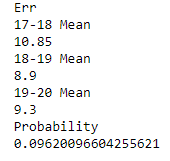 Err
17-18 Mean
10.85
18-19 Mean
8.9
19-20 Mean
9.3
Probability
0.09620096604255621